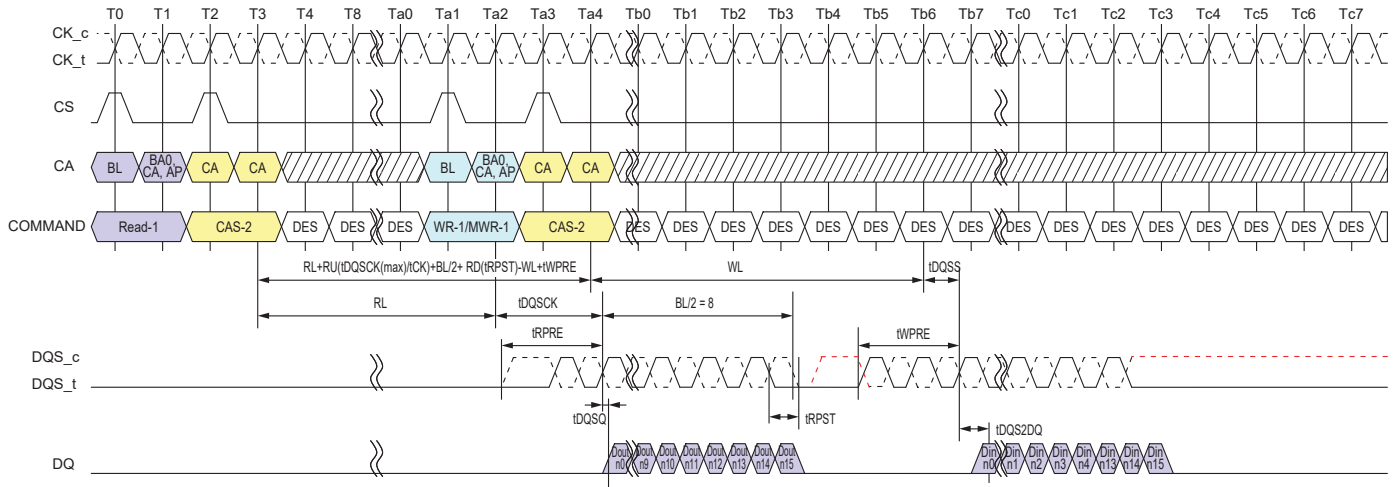 T0 T1 T2 T3 T4 T8 Ta0 Ta1 Ta2 Ta3 Ta4 Tb0 Tb1 Tb2 Tb3 Tb4 Tb5 Tb6 Tb7 Tc0 Tc1 Tc2 Tc3 Tc4 Tc5 Tc6 Tc7
CK_c
CK_t
CS
CA BL BA0, CA, AP CA CA BL BA0, CA, AP CA CA
COMMAND Read-1 CAS-2 DES DES DES WR-1/MWR-1 CAS-2 DES DES DES DES DES DES DES DES DES DES DES DES DES DES DES DES
RL+RU(tDQSCK(max)/tCK)+BL/2+ RD(tRPST)-WL+tWPRE WL tDQSS
RL tDQSCK BL/2 = 8
tRPRE tWPRE
DQS_c
DQS_t
tDQSQ tRPST tDQS2DQ
DQ Dout n0 Dout n9 Dout n10 Dout n11 Dout n12 Dout n13 Dout n14 Dout n15 Din n0 Din n1 Din n2 Din n3 Din n4 Din n13 Din n14 Din n15